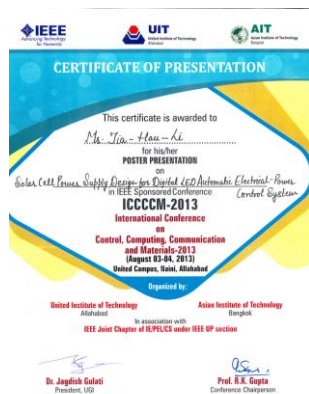 IEEE
Advancing Technology
for Humanity
UIT
United Institute of Technology
Allahabad
AIT
Asian Institute of Technology
Bangkok
CERTIFICATE OF PRESENTATION
This certificate is awarded to
Jia-Hau-Li
for his/her
POSTER PRESENTATION
on
Solar Cell Power Supply Design for Digital LED Automatic Electrical-Power
Control System
in IEEE Sponsored Conference
ICCCCM-2013
International Conference
on
Control, Computing, Communication
and Materials-2013
(August 03-04, 2013)
United Campus, Naini, Allahabad
Organized by:
United Institute of Technology
Allahabad
Asian Institute of Technology
Bangkok
In association with
IEEE Joint Chapter of IE/PEL/CS under IEEE UP section
Dr. Jagdish Gulati
President, UGI
Prof. R.K. Gupta
Conference Chairperson